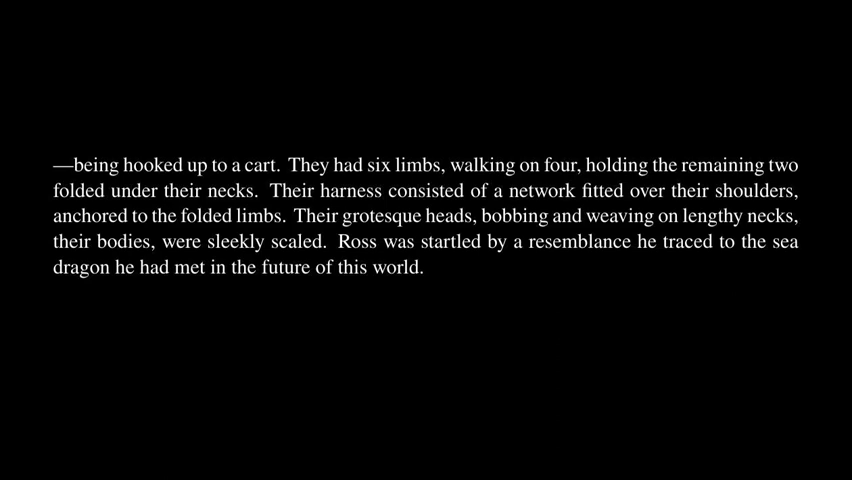 —being hooked up to a cart. They had six limbs, walking on four, holding the remaining two
folded under their necks. Their harness consisted of a network fitted over their shoulders,
anchored to the folded limbs. Their grotesque heads, bobbing and weaving on lengthy necks,
their bodies, were sleekly scaled. Ross was startled by a resemblance he traced to the sea
dragon he had met in the future of this world.